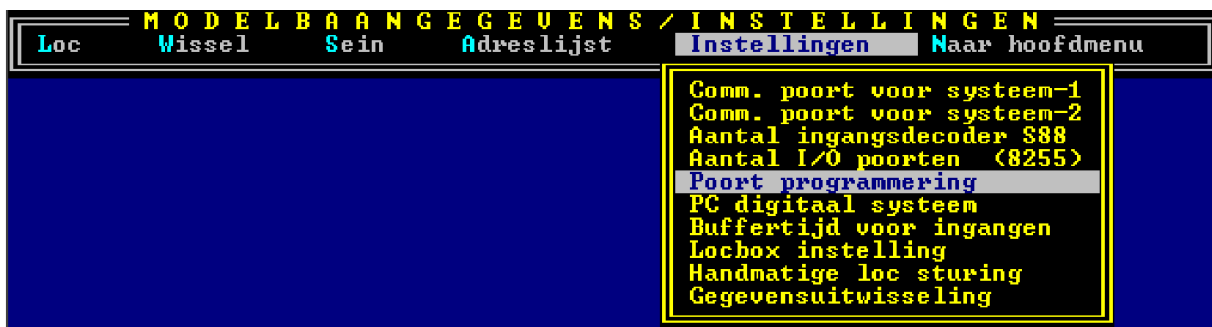 MODELBAANGEGEVENS/INSTELLINGEN
Loc Wissel Sein Adreslijst Instellingen Naar hoofdmenu
Comm. poort voor systeem-1
Comm. poort voor systeem-2
Aantal ingangsdecoder S88
Aantal I/O poorten (8255)
Poort programmering
PC digitaal systeem
Buffertijd voor ingangen
Locbox instelling
Handmatige loc sturing
Gegevensuitwisseling